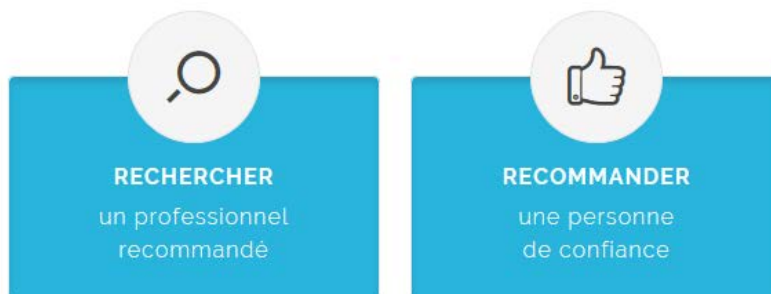 RECHERCHER
un professionnel
recommandé
RECOMMANDER
une personne
de confiance